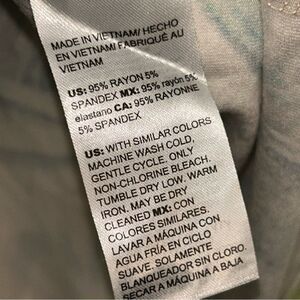 MADE IN VIETNAM/ HECHO
EN VIETNAM/ FABRIQUÉ AU
VIETNAM
US: 95% RAYON 5%
SPANDEX MX: 95% rayón 5%
elastano CA: 95% RAYONNE
5% SPANDEX
US: WITH SIMILAR COLORS
MACHINE WASH COLD,
GENTLE CYCLE. ONLY
NON-CHLORINE BLEACH.
TUMBLE DRY LOW. WARM
IRON. MAY BE DRY
CLEANED MX: CON
COLORES SIMILARES.
LAVAR A MÁQUINA CON
AGUA FRÍA EN CICLO
SUAVE. SOLAMENTE
BLANQUEADOR SIN CLORO.
SECAR A MÁQUINA A BAJA